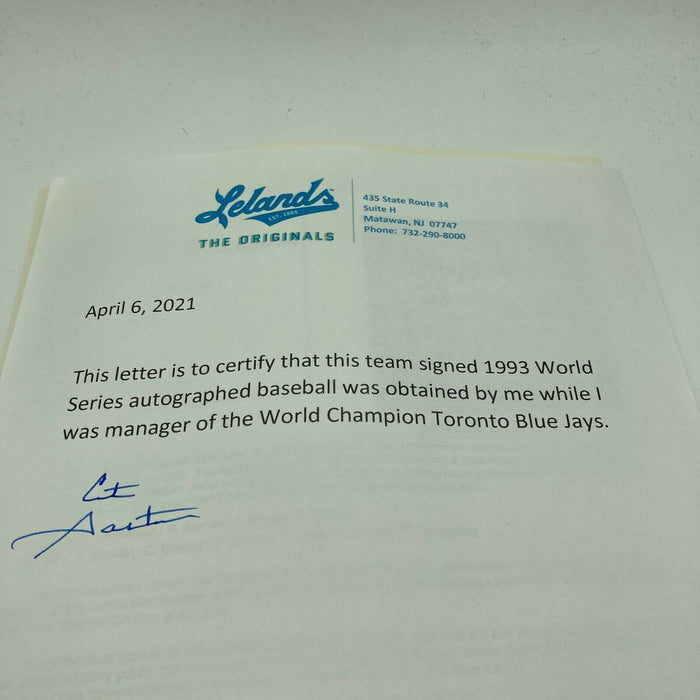 Lelands™
EST. 1985
THE ORIGINALS
435 State Route 34
Suite H
Matawan, NJ 07747
Phone: 732-290-8000
April 6, 2021
This letter is to certify that this team signed 1993 World
Series autographed baseball was obtained by me while I
was manager of the World Champion Toronto Blue Jays.